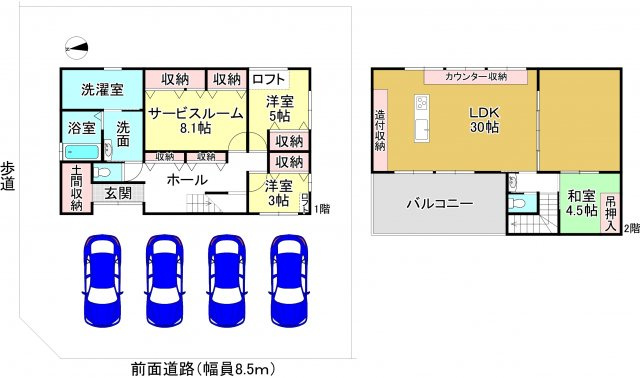 収納
収納
ロフト
洗濯室
サービスルーム
8.1帖
洋室
5帖
浴室
洗面
収納
収納
収納
収納
土間収納
玄関
ホール
洋室
3帖
ロフト
1階
歩道
前面道路(幅員8.5m)
カウンター収納
造付収納
LDK
30帖
バルコニー
和室
4.5帖
吊押入
2階